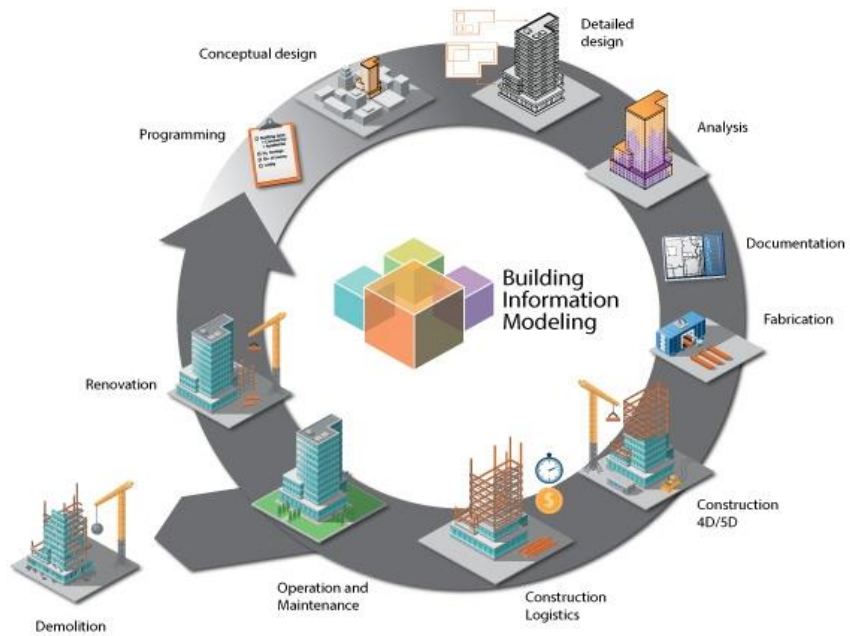 Conceptual design
Detailed
design
Programming
Analysis
Documentation
Building
Information
Modeling
Fabrication
Renovation
Construction
4D/5D
$
Operation and
Maintenance
Construction
Logistics
Demolition